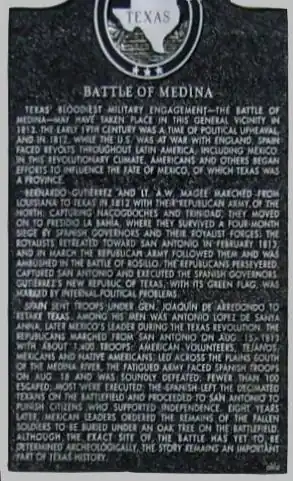 TEXAS
BATTLE OF MEDINA
TEXAS' BLOODIEST MILITARY ENGAGEMENT—THE BATTLE OF
MEDINA—MAY HAVE TAKEN PLACE IN THIS GENERAL VICINITY IN
1813. THE EARLY 19TH CENTURY WAS A TIME OF POLITICAL UPHEAVAL,
AND IN 1812, WHILE THE U.S. WAS AT WAR WITH ENGLAND, SPAIN
FACED REVOLTS THROUGHOUT LATIN AMERICA, INCLUDING MEXICO.
IN THIS REVOLUTIONARY CLIMATE, AMERICANS AND OTHERS BEGAN
EFFORTS TO INFLUENCE THE FATE OF MEXICO, OF WHICH TEXAS WAS
A PROVINCE.
BERNARDO GUTIÉRREZ AND LT. A.W. MAGEE MARCHED FROM
LOUISIANA TO TEXAS IN 1812 WITH THEIR REPUBLICAN ARMY OF THE
NORTH. CAPTURING NACOGDOCHES AND TRINIDAD, THEY MOVED
ON TO PRESIDIO LA BAHIA, WHERE THEY SURVIVED A FOUR-MONTH
SIEGE BY SPANISH GOVERNORS AND THEIR ROYALIST FORCES. THE
ROYALISTS RETREATED TOWARD SAN ANTONIO IN FEBRUARY 1813,
AND IN MARCH THE REPUBLICAN ARMY FOLLOWED THEM AND WAS
AMBUSHED IN THE BATTLE OF ROSILLO. THE REPUBLICANS PERSEVERED,
CAPTURED SAN ANTONIO AND EXECUTED THE SPANISH GOVERNORS.
GUTIÉRREZ'S NEW REPUBLIC OF TEXAS, WITH ITS GREEN FLAG, WAS
MARRED BY INTERNAL POLITICAL PROBLEMS.
SPAIN SENT TROOPS UNDER GEN. JOAQUÍN DE ARREDONDO TO
RETAKE TEXAS. AMONG HIS MEN WAS ANTONIO LÓPEZ DE SANTA
ANNA, LATER MEXICO'S LEADER DURING THE TEXAS REVOLUTION. THE
REPUBLICANS MARCHED FROM SAN ANTONIO ON AUG. 15, 1813
WITH ABOUT 1,400 TROOPS: AMERICAN VOLUNTEERS, TEJANOS,
MEXICANS AND NATIVE AMERICANS. LED ACROSS THE PLAINS SOUTH
OF THE MEDINA RIVER, THE FATIGUED ARMY FACED SPANISH TROOPS
ON AUG. 18 AND WAS SOUNDLY DEFEATED; FEWER THAN 100
ESCAPED; MOST WERE EXECUTED. THE SPANISH LEFT THE DECIMATED
TEXANS ON THE BATTLEFIELD AND PROCEEDED TO SAN ANTONIO TO
PUNISH CITIZENS WHO SUPPORTED INDEPENDENCE. EIGHT YEARS
LATER, MEXICAN LEADERS ORDERED THE REMAINS OF THE FALLEN
SOLDIERS TO BE BURIED UNDER AN OAK TREE ON THE BATTLEFIELD.
ALTHOUGH THE EXACT SITE OF THE BATTLE HAS YET TO BE
DETERMINED ARCHEOLOGICALLY, THE STORY REMAINS AN IMPORTANT
PART OF TEXAS HISTORY.